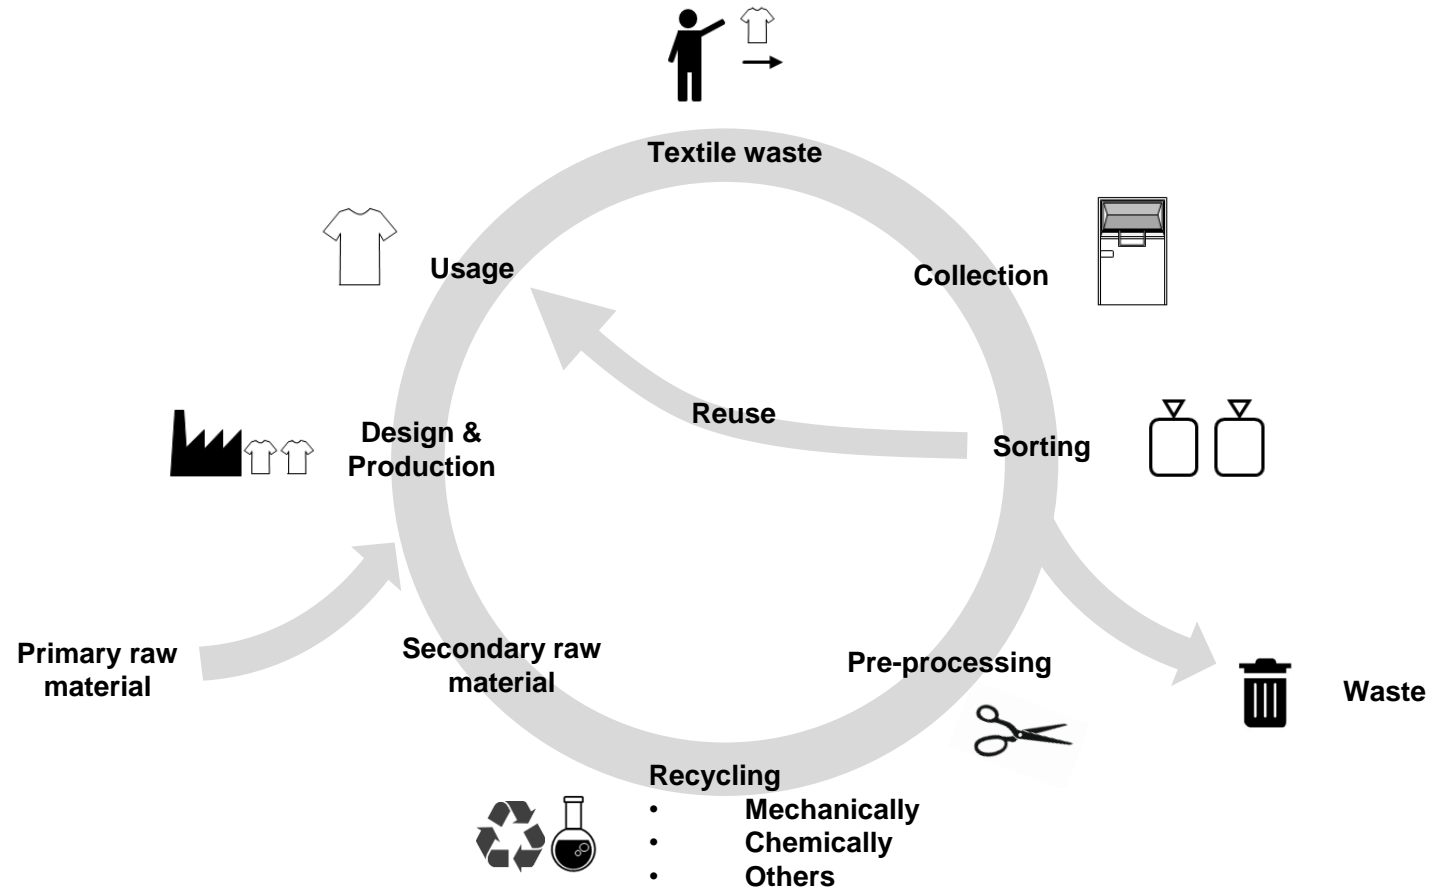 Textile waste
Usage
Collection
Reuse
Design &
Production
Sorting
Primary raw
material
Secondary raw
material
Pre-processing
Waste
Recycling
• Mechanically
• Chemically
• Others